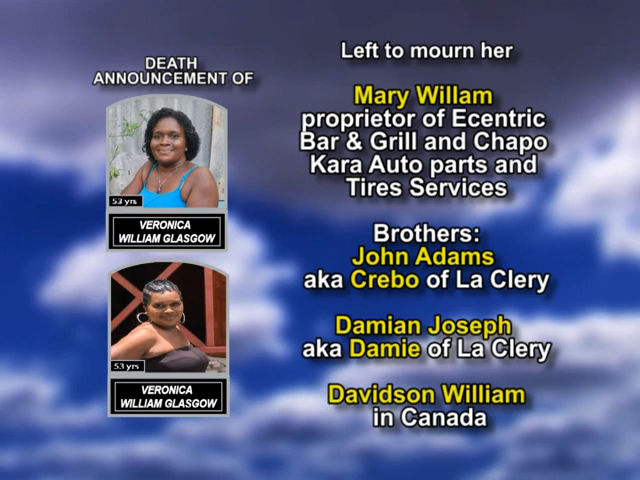 DEATH
ANNOUNCEMENT OF
53 yrs
VERONICA
WILLIAM GLASGOW
53 yrs
VERONICA
WILLIAM GLASGOW
Left to mourn her
Mary Willam
proprietor of Ecentric
Bar & Grill and Chapo
Kara Auto parts and
Tires Services
Brothers:
John Adams
aka Crebo of La Clery
Damian Joseph
aka Damie of La Clery
Davidson William
in Canada